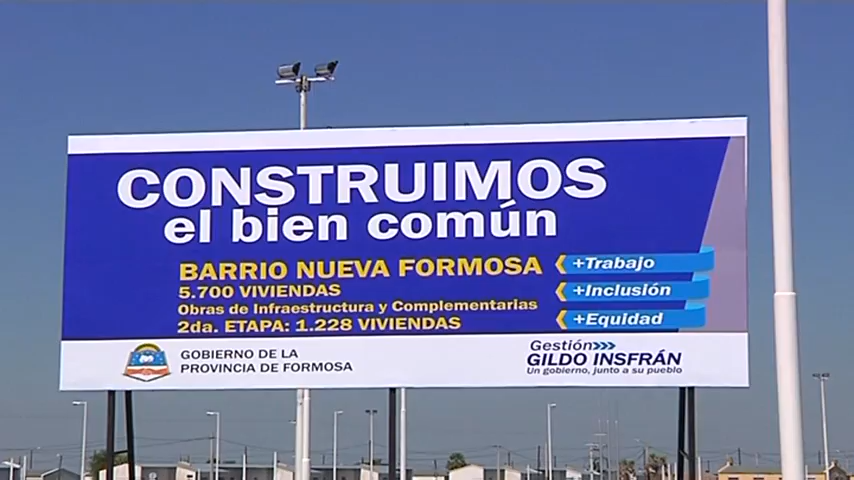 CONSTRUIMOS
el bien común
BARRIO NUEVA FORMOSA
5.700 VIVIENDAS
Obras de Infraestructura y Complementarias
2da. ETAPA: 1.228 VIVIENDAS
+Trabajo
+Inclusión
+Equidad
GOBIERNO DE LA
PROVINCIA DE FORMOSA
Gestión
GILDO INSFRÁN
Un gobierno, junto a su pueblo